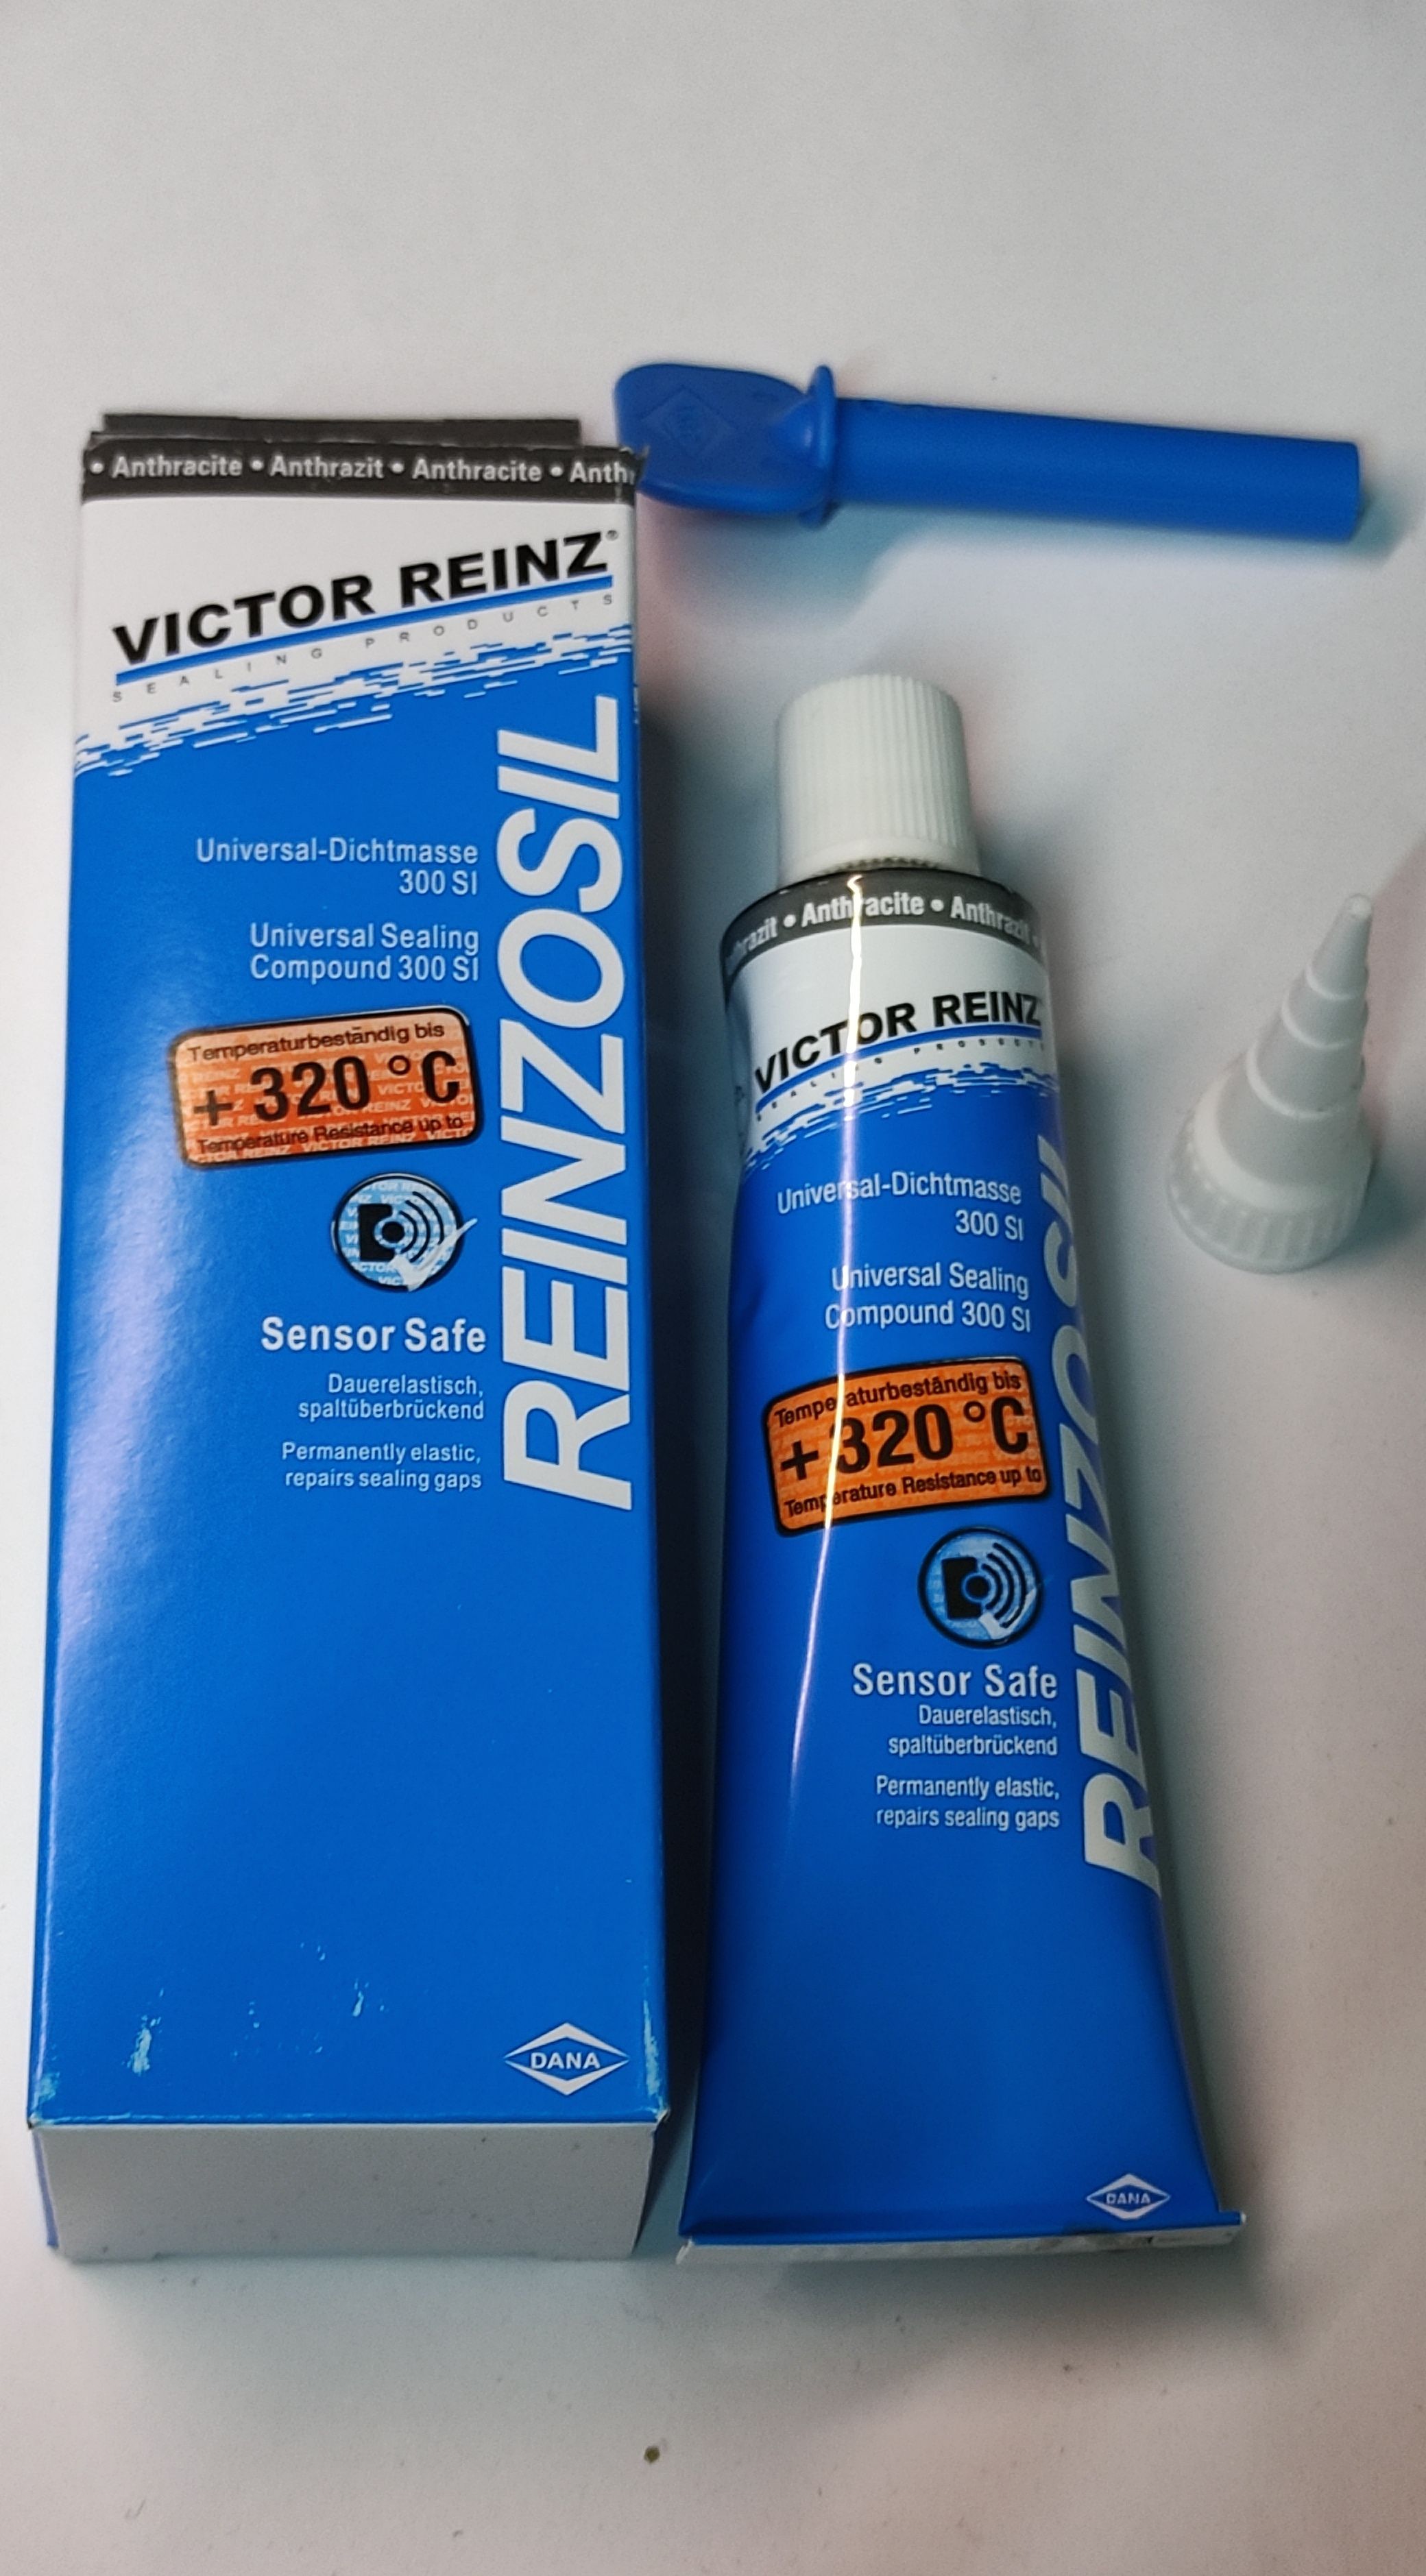 • Anthracite • Anthrazit • Anthracite • Anth
VICTOR REINZ®
SEALING PRODUCTS
REINZOSIL
Universal-Dichtmasse
300 SI
Universal Sealing
Compound 300 SI
Temperaturbeständig bis
+ 320 °C
Temperature Resistance up to
Sensor Safe
Dauerelastisch,
spaltüberbrückend
Permanently elastic,
repairs sealing gaps
DANA
hrazit • Anthracite • Anthrazit •
VICTOR REINZ
SEALING PRODUCTS
REINZOSIL
Universal-Dichtmasse
300 SI
Universal Sealing
Compound 300 SI
Temperaturbeständig bis
+ 320 °C
Temperature Resistance up to
Sensor Safe
Dauerelastisch,
spaltüberbrückend
Permanently elastic,
repairs sealing gaps
DANA